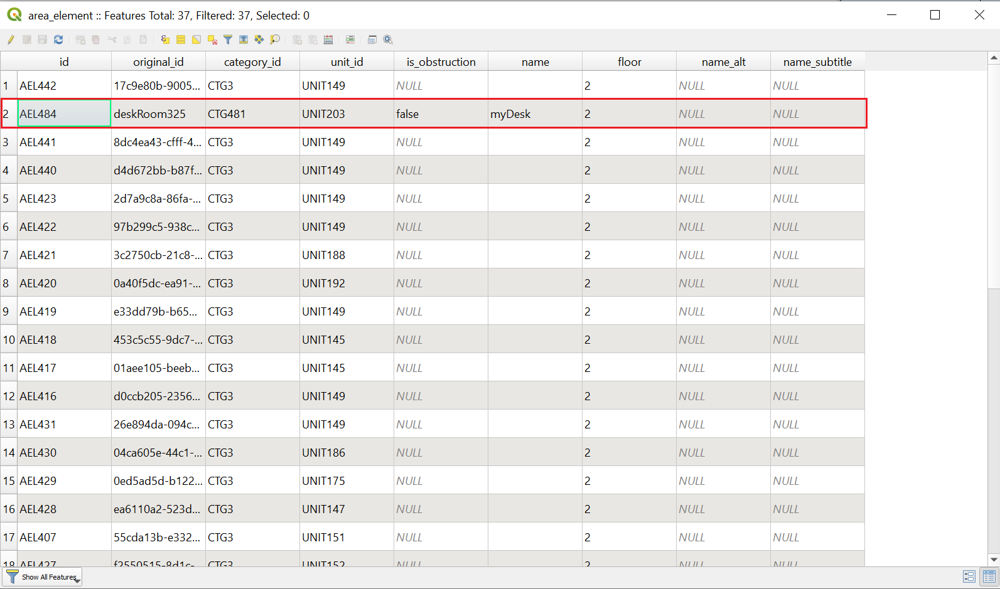 area_element :: Features Total: 37, Filtered: 37, Selected: 0
id original_id category_id unit_id is_obstruction name floor name_alt name_subtitle
1 AEL442 17c9e80b-9005... CTG3 UNIT149 NULL 2 NULL NULL
2 AEL484 deskRoom325 CTG481 UNIT203 false myDesk 2 NULL NULL
3 AEL441 8dc4ea43-cfff-4... CTG3 UNIT149 NULL 2 NULL NULL
4 AEL440 d4d672bb-b87f... CTG3 UNIT149 NULL 2 NULL NULL
5 AEL423 2d7a9c8a-86fa-... CTG3 UNIT149 NULL 2 NULL NULL
6 AEL422 97b299c5-938c... CTG3 UNIT149 NULL 2 NULL NULL
7 AEL421 3c2750cb-21c8-... CTG3 UNIT188 NULL 2 NULL NULL
8 AEL420 0a40f5dc-ea91-... CTG3 UNIT192 NULL 2 NULL NULL
9 AEL419 e33dd79b-b65... CTG3 UNIT149 NULL 2 NULL NULL
10 AEL418 453c5c55-9dc7-... CTG3 UNIT145 NULL 2 NULL NULL
11 AEL417 01aee105-beeb... CTG3 UNIT145 NULL 2 NULL NULL
12 AEL416 d0ccb205-2356... CTG3 UNIT149 NULL 2 NULL NULL
13 AEL431 26e894da-094c... CTG3 UNIT149 NULL 2 NULL NULL
14 AEL430 04ca605e-44c1-... CTG3 UNIT186 NULL 2 NULL NULL
15 AEL429 0ed5ad5d-b122... CTG3 UNIT175 NULL 2 NULL NULL
16 AEL428 ea6110a2-523d... CTG3 UNIT147 NULL 2 NULL NULL
17 AEL407 55cda13b-e332... CTG3 UNIT151 NULL 2 NULL NULL
18 AEL427 f2550515-8d1c-... CTG3 UNIT152 NULL 2 NULL NULL
Show All Features